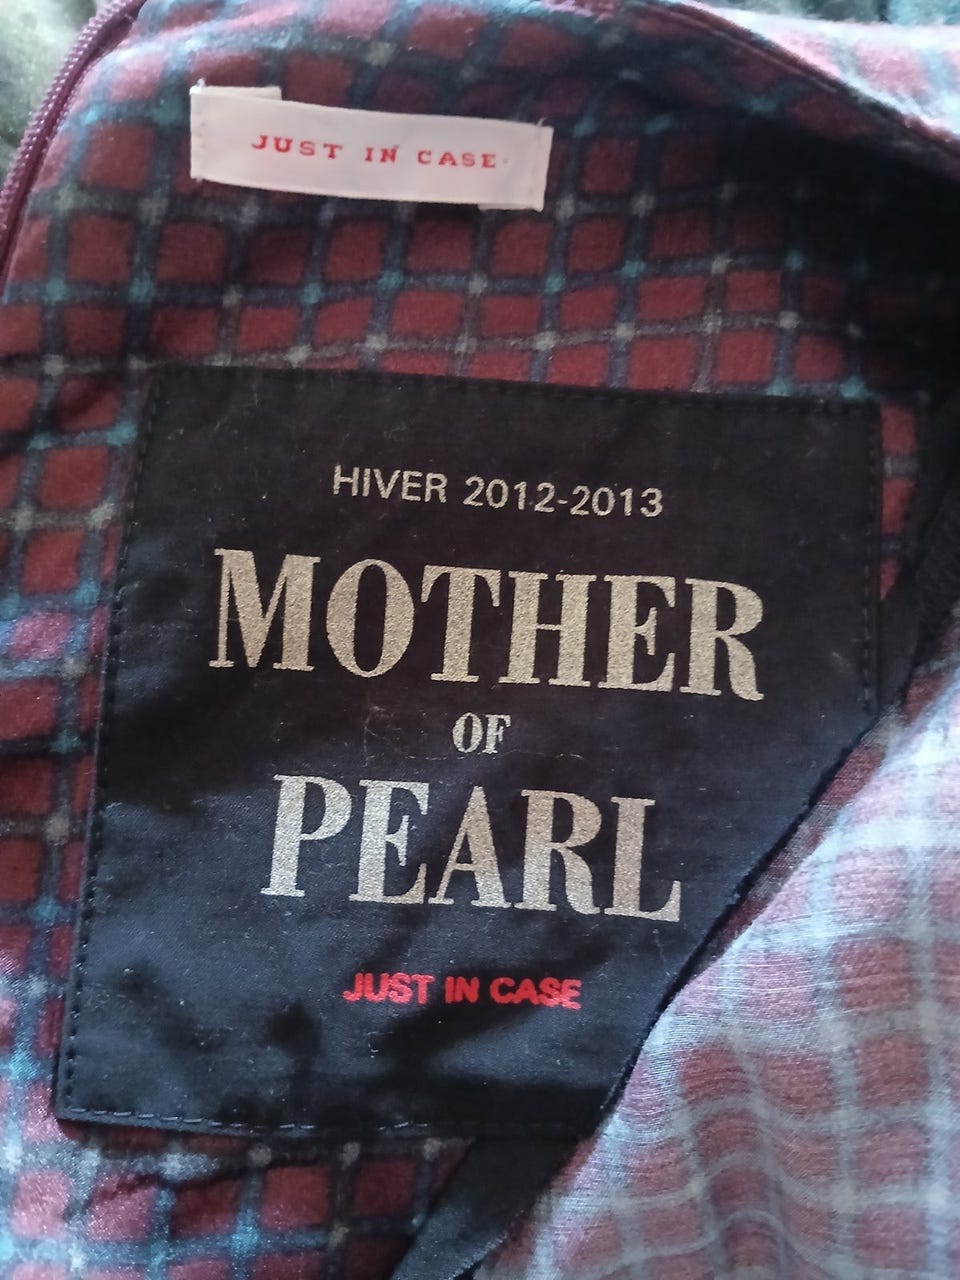 JUST IN CASE
HIVER 2012-2013
MOTHER
OF
PEARL
JUST IN CASE